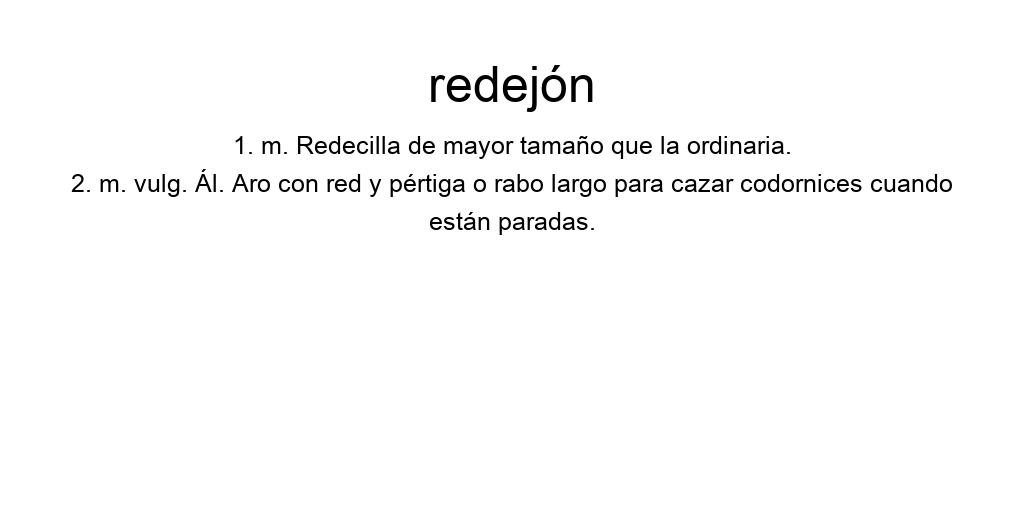 redejón
1. m. Redecilla de mayor tamaño que la ordinaria.
2. m. vulg. Ál. Aro con red y pértiga o rabo largo para cazar codornices cuando
están paradas.